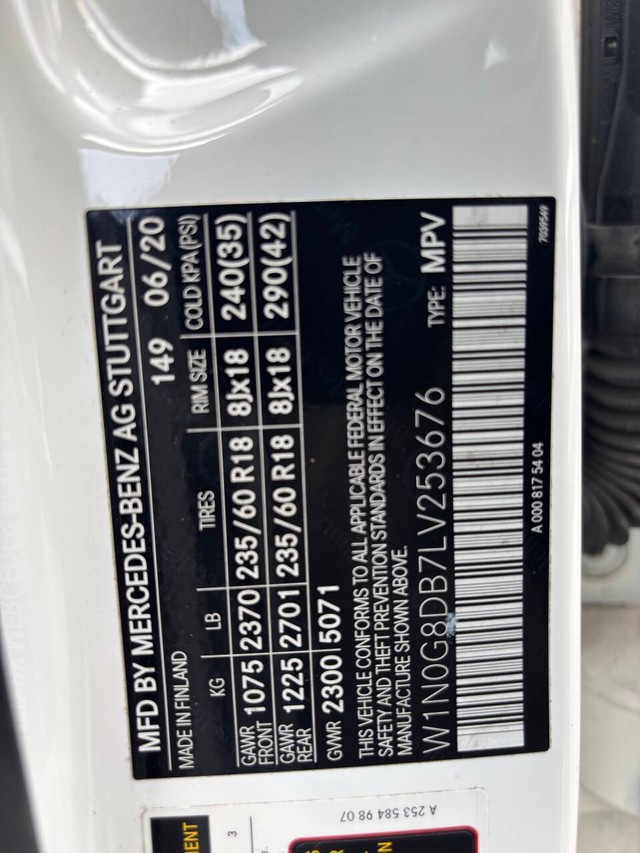 MFD BY MERCEDES-BENZ AG STUTTGART
MADE IN FINLAND 149 06/20
KG LB TIRES RIM SIZE COLD KPA(PSI)
GAWR FRONT 1075 2370 235/60 R18 8Jx18 240(35)
GAWR REAR 1225 2701 235/60 R18 8Jx18 290(42)
GVWR 2300 5071
THIS VEHICLE CONFORMS TO ALL APPLICABLE FEDERAL MOTOR VEHICLE
SAFETY AND THEFT PREVENTION STANDARDS IN EFFECT ON THE DATE OF
MANUFACTURE SHOWN ABOVE.
W1N0G8DB7LV253676 TYPE: MPV
A 000 817 54 04
7039549
A 253 584 98 07
3